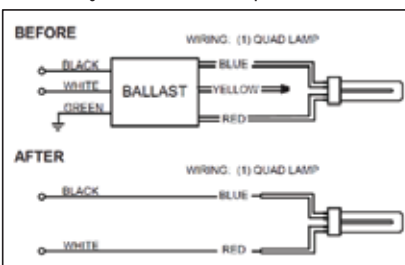 BEFORE
WIRING: (1) QUAD LAMP
BLACK
BLUE
WHITE
BALLAST
YELLOW
GREEN
RED
AFTER
WIRING: (1) QUAD LAMP
BLACK
BLUE
WHITE
RED